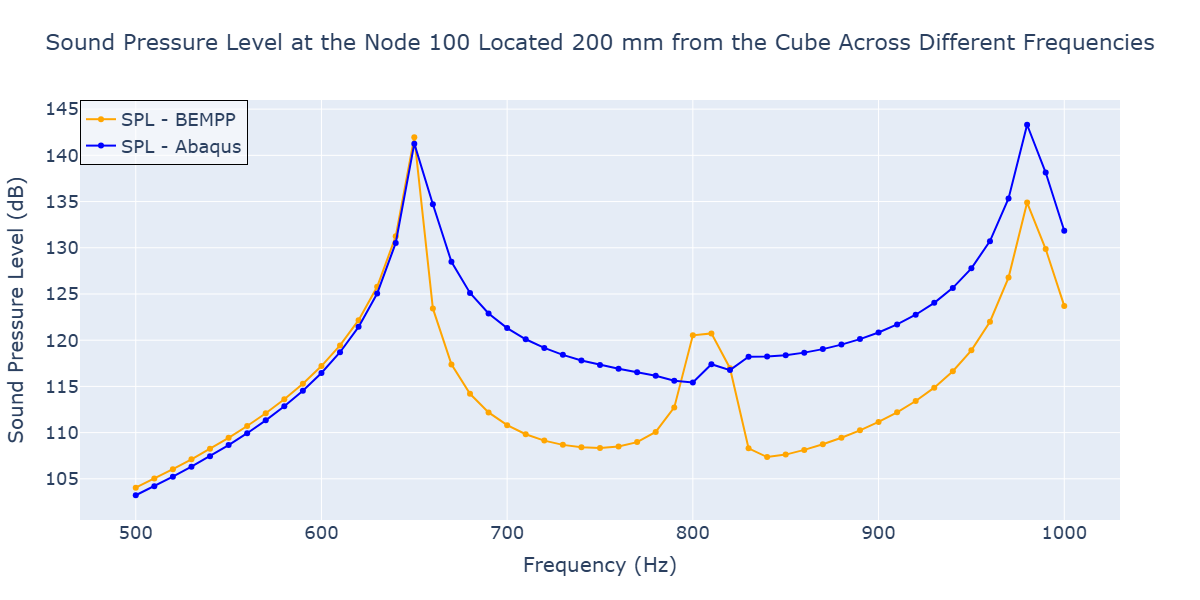 Sound Pressure Level at the Node 100 Located 200 mm from the Cube Across Different Frequencies
SPL - BEMPP
SPL - Abaqus
Sound Pressure Level (dB)
145
140
135
130
125
120
115
110
105
500 600 700 800 900 1000
Frequency (Hz)